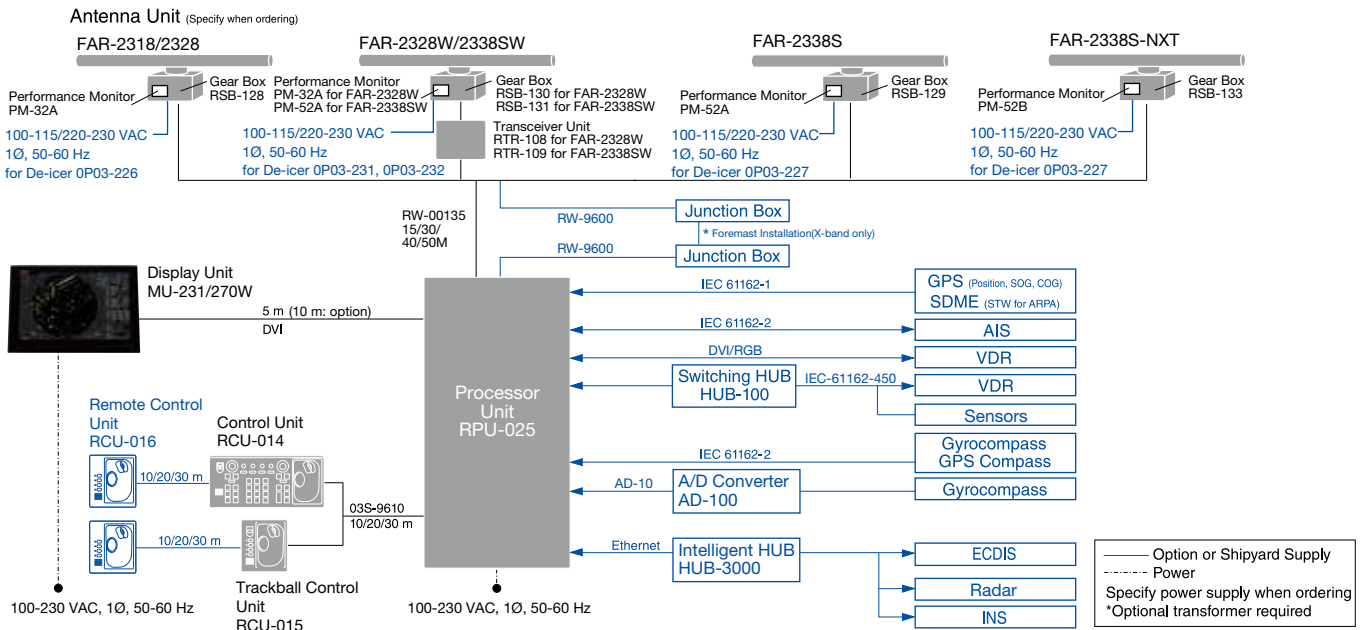 Antenna Unit (Specify when ordering)
FAR-2318/2328
Performance Monitor
PM-32A
Gear Box
RSB-128
100-115/220-230 VAC
1Ø, 50-60 Hz
for De-icer 0P03-226
FAR-2328W/2338SW
Performance Monitor
PM-32A for FAR-2328W
PM-52A for FAR-2338SW
Gear Box
RSB-130 for FAR-2328W
RSB-131 for FAR-2338SW
Transceiver Unit
RTR-108 for FAR-2328W
RTR-109 for FAR-2338SW
100-115/220-230 VAC
1Ø, 50-60 Hz
for De-icer 0P03-231, 0P03-232
FAR-2338S
Performance Monitor
PM-52A
Gear Box
RSB-129
100-115/220-230 VAC
1Ø, 50-60 Hz
for De-icer 0P03-227
FAR-2338S-NXT
Performance Monitor
PM-52B
Gear Box
RSB-133
100-115/220-230 VAC
1Ø, 50-60 Hz
for De-icer 0P03-227
RW-00135
15/30/
40/50M
RW-9600
Junction Box
* Foremast Installation(X-band only)
RW-9600
Junction Box
Display Unit
MU-231/270W
5 m (10 m: option)
DVI
Processor
Unit
RPU-025
IEC 61162-1
GPS (Position, SOG, COG)
SDME (STW for ARPA)
IEC 61162-2
AIS
DVI/RGB
VDR
Switching HUB
HUB-100
IEC-61162-450
VDR
Sensors
IEC 61162-2
Gyrocompass
GPS Compass
AD-10
A/D Converter
AD-100
Gyrocompass
Ethernet
Intelligent HUB
HUB-3000
ECDIS
Radar
INS
Remote Control
Unit
RCU-016
Control Unit
RCU-014
10/20/30 m
03S-9610
10/20/30 m
10/20/30 m
Trackball Control
Unit
RCU-015
100-230 VAC, 1Ø, 50-60 Hz
100-230 VAC, 1Ø, 50-60 Hz
Option or Shipyard Supply
Power
Specify power supply when ordering
*Optional transformer required